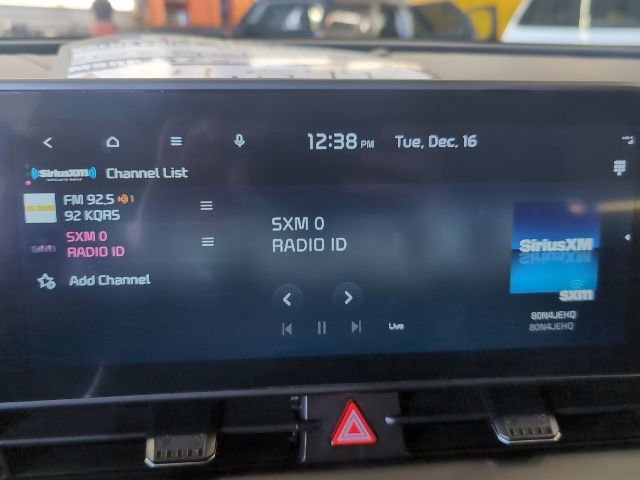 12:38 PM Tue, Dec, 16
SiriusXM Channel List
FM 92.5 1
92 KQRS
SXM 0
RADIO ID
Add Channel
SXM 0
RADIO ID
Live
SiriusXM
sxm
80N4JEHQ
80N4JEHQ